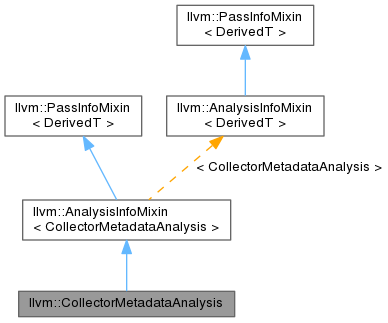 llvm::PassInfoMixin
< DerivedT >
llvm::PassInfoMixin
< DerivedT >
llvm::AnalysisInfoMixin
< DerivedT >
< CollectorMetadataAnalysis >
llvm::AnalysisInfoMixin
< CollectorMetadataAnalysis >
llvm::CollectorMetadataAnalysis